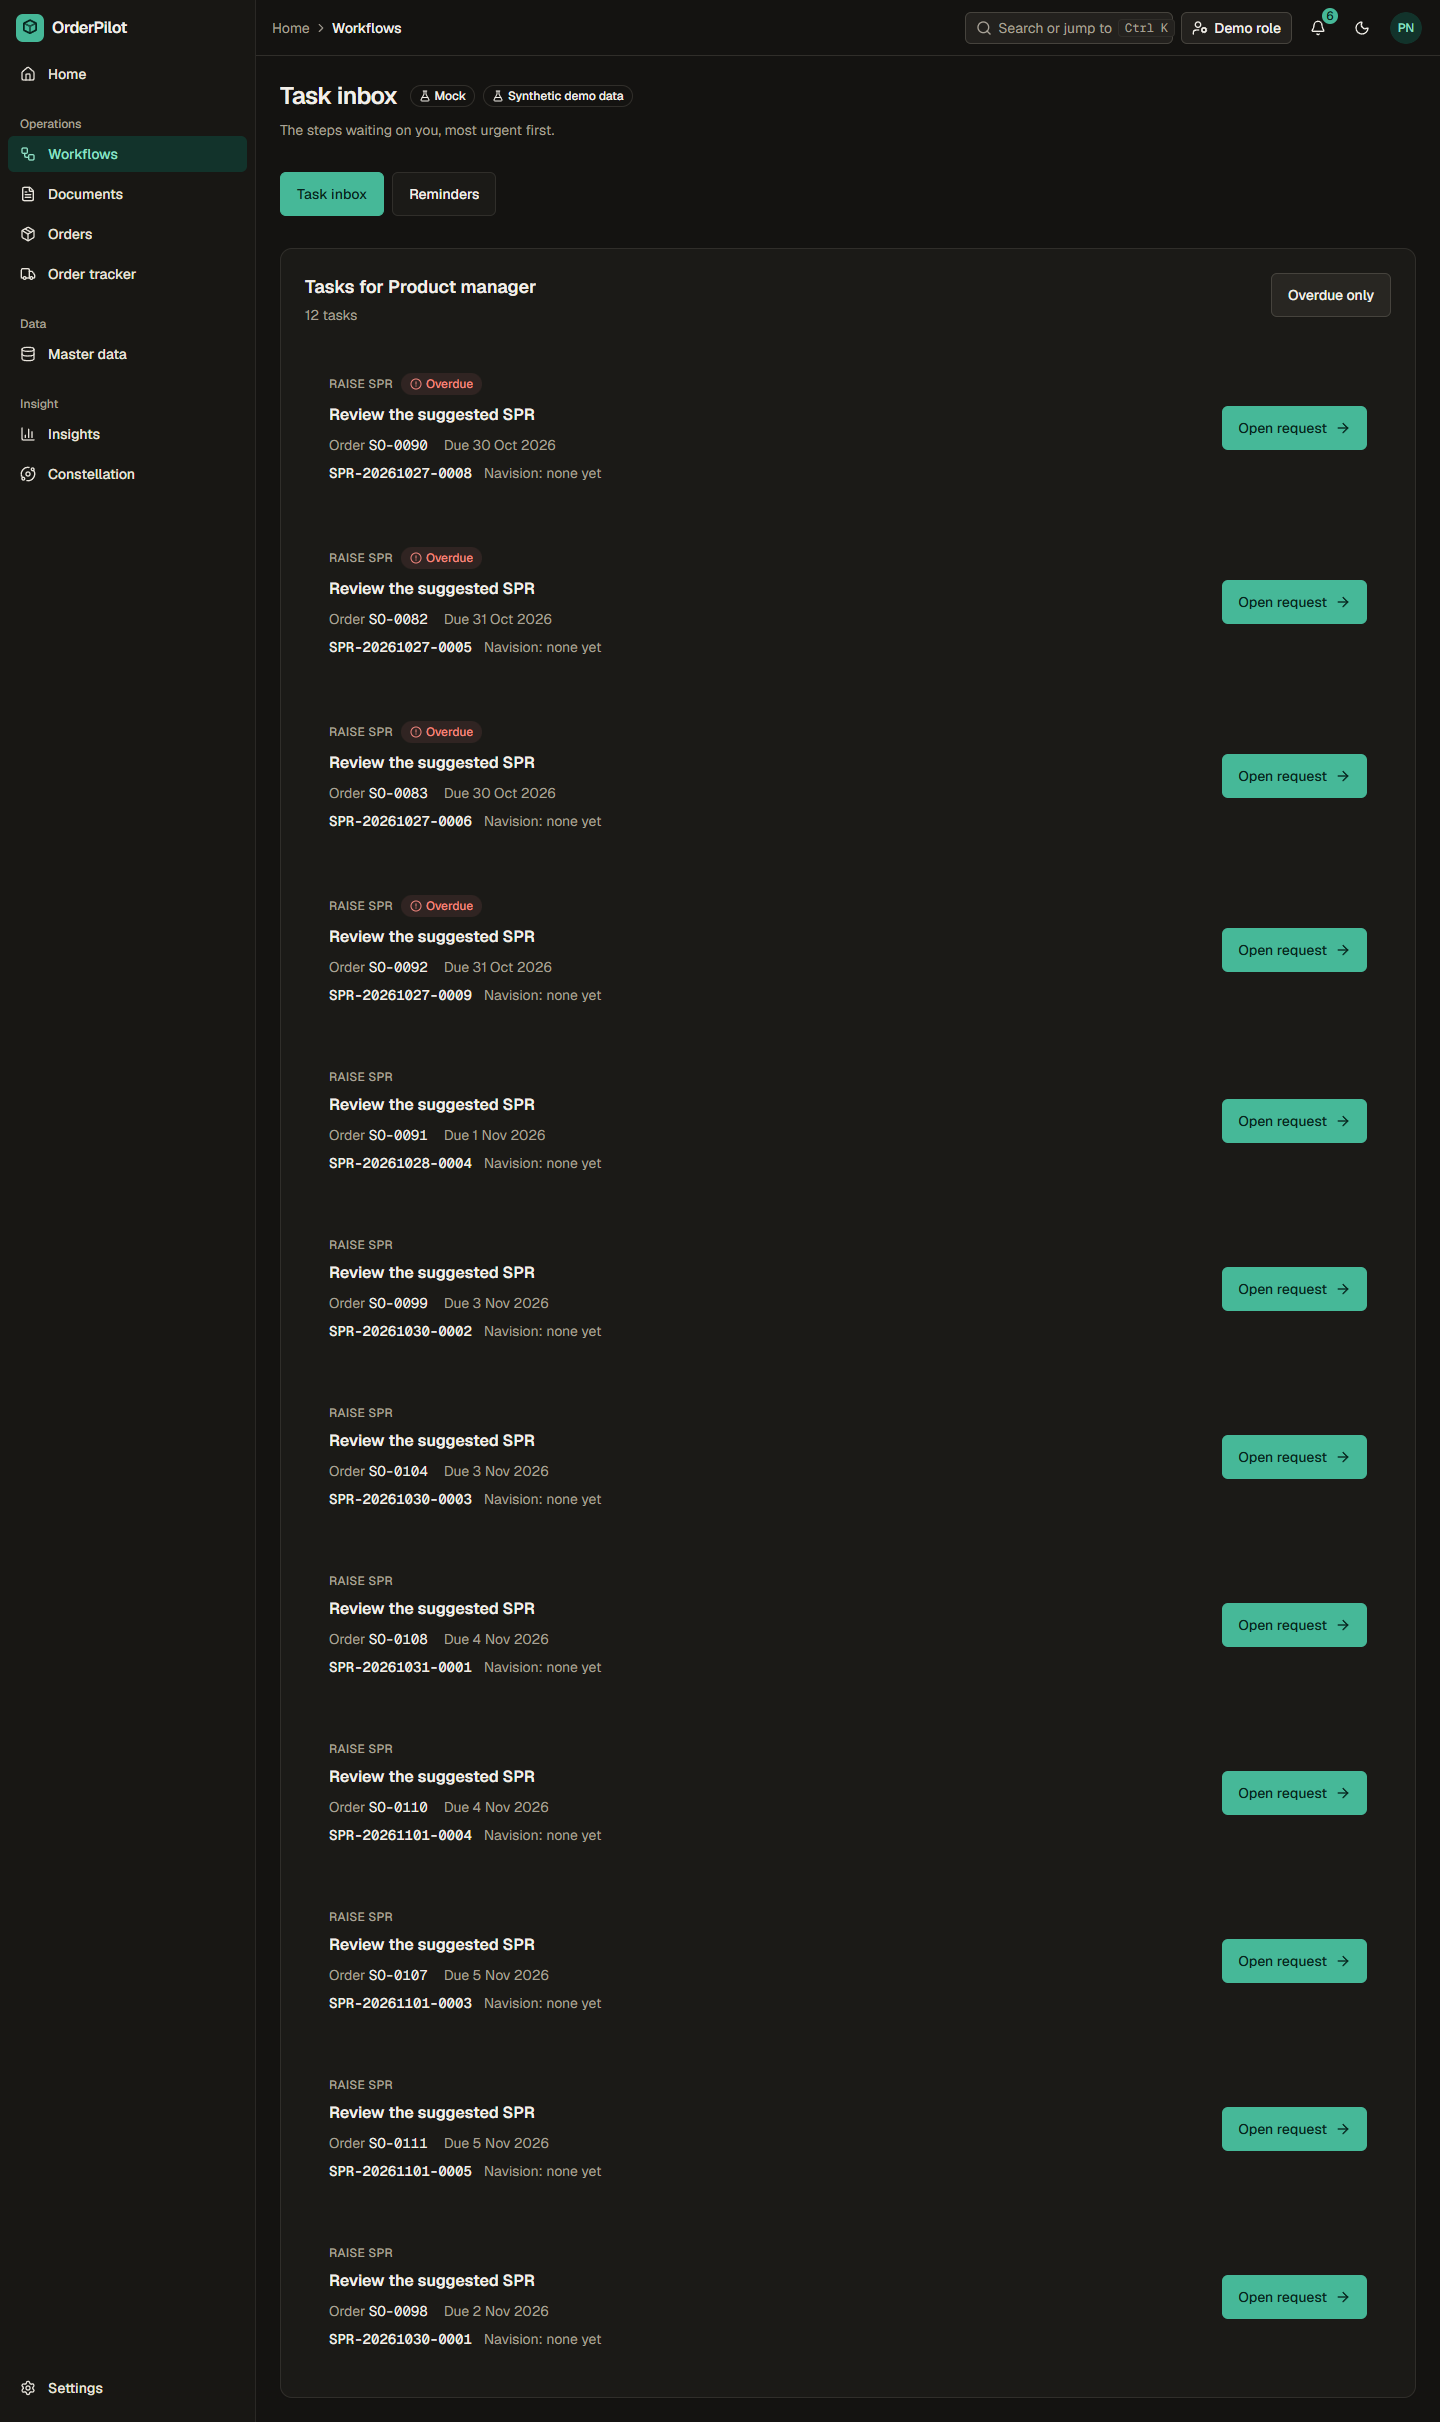 OrderPilot
Home
Operations
Workflows
Documents
Orders
Order tracker
Data
Master data
Insight
Insights
Constellation
Settings
Home > Workflows
Search or jump to Ctrl K
Demo role
6
PN
Task inbox Mock Synthetic demo data
The steps waiting on you, most urgent first.
Task inbox Reminders
Tasks for Product manager
12 tasks
Overdue only
RAISE SPR Overdue
Review the suggested SPR
Order SO-0090 Due 30 Oct 2026
SPR-20261027-0008 Navision: none yet
Open request
RAISE SPR Overdue
Review the suggested SPR
Order SO-0082 Due 31 Oct 2026
SPR-20261027-0005 Navision: none yet
Open request
RAISE SPR Overdue
Review the suggested SPR
Order SO-0083 Due 30 Oct 2026
SPR-20261027-0006 Navision: none yet
Open request
RAISE SPR Overdue
Review the suggested SPR
Order SO-0092 Due 31 Oct 2026
SPR-20261027-0009 Navision: none yet
Open request
RAISE SPR
Review the suggested SPR
Order SO-0091 Due 1 Nov 2026
SPR-20261028-0004 Navision: none yet
Open request
RAISE SPR
Review the suggested SPR
Order SO-0099 Due 3 Nov 2026
SPR-20261030-0002 Navision: none yet
Open request
RAISE SPR
Review the suggested SPR
Order SO-0104 Due 3 Nov 2026
SPR-20261030-0003 Navision: none yet
Open request
RAISE SPR
Review the suggested SPR
Order SO-0108 Due 4 Nov 2026
SPR-20261031-0001 Navision: none yet
Open request
RAISE SPR
Review the suggested SPR
Order SO-0110 Due 4 Nov 2026
SPR-20261101-0004 Navision: none yet
Open request
RAISE SPR
Review the suggested SPR
Order SO-0107 Due 5 Nov 2026
SPR-20261101-0003 Navision: none yet
Open request
RAISE SPR
Review the suggested SPR
Order SO-0111 Due 5 Nov 2026
SPR-20261101-0005 Navision: none yet
Open request
RAISE SPR
Review the suggested SPR
Order SO-0098 Due 2 Nov 2026
SPR-20261030-0001 Navision: none yet
Open request